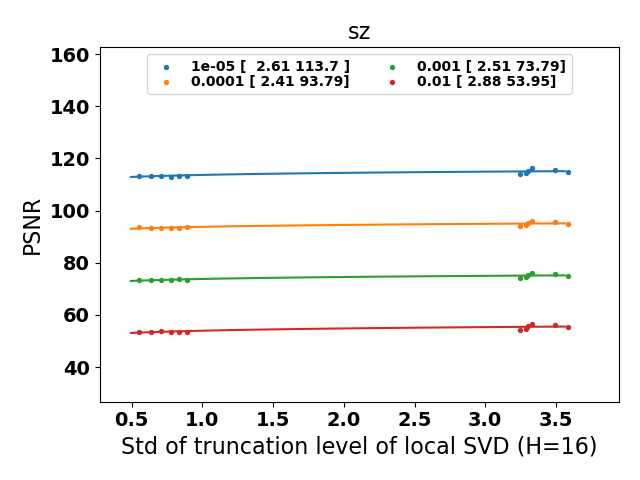 sz
160
140
120
100
80
60
40
PSNR
1e-05 [  2.61 113.7 ]
0.0001 [ 2.41 93.79]
0.001 [ 2.51 73.79]
0.01 [ 2.88 53.95]
0.5 1.0 1.5 2.0 2.5 3.0 3.5
Std of truncation level of local SVD (H=16)